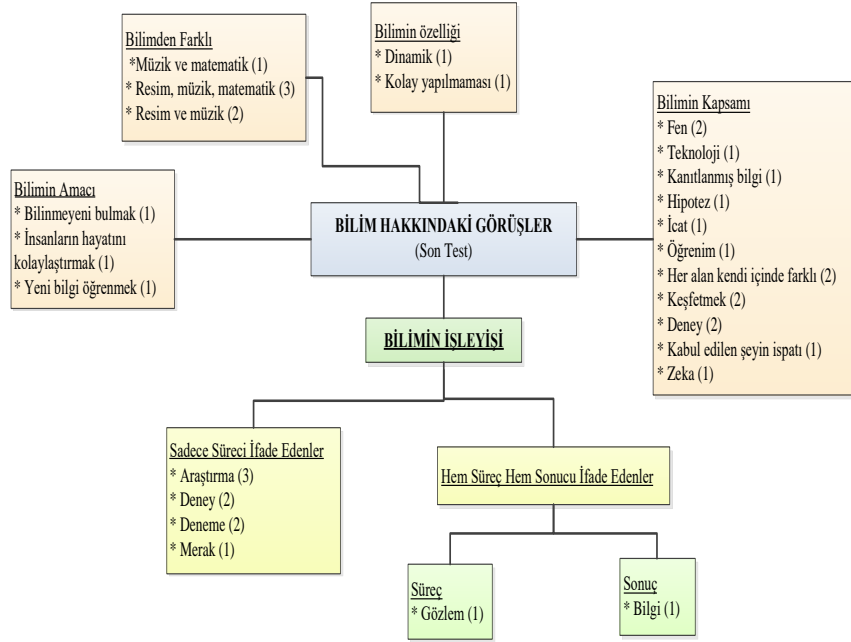 Bilimden Farklı
*Müzik ve matematik (1)
* Resim, müzik, matematik (3)
* Resim ve müzik (2)
Bilimin özelliği
* Dinamik (1)
* Kolay yapılmaması (1)
Bilimin Kapsamı
* Fen (2)
* Teknoloji (1)
* Kanıtlanmış bilgi (1)
* Hipotez (1)
* İcat (1)
* Öğrenim (1)
* Her alan kendi içinde farklı (2)
* Keşfetmek (2)
* Deney (2)
* Kabul edilen şeyin ispatı (1)
* Zeka (1)
Bilimin Amacı
* Bilinmeyeni bulmak (1)
* İnsanların hayatını
kolaylaştırmak (1)
* Yeni bilgi öğrenmek (1)
BİLİM HAKKINDAKİ GÖRÜŞLER
(Son Test)
BİLİMİN İŞLEYİŞİ
Sadece Süreci İfade Edenler
* Araştırma (3)
* Deney (2)
* Deneme (2)
* Merak (1)
Hem Süreç Hem Sonucu İfade Edenler
Süreç
* Gözlem (1)
Sonuç
* Bilgi (1)